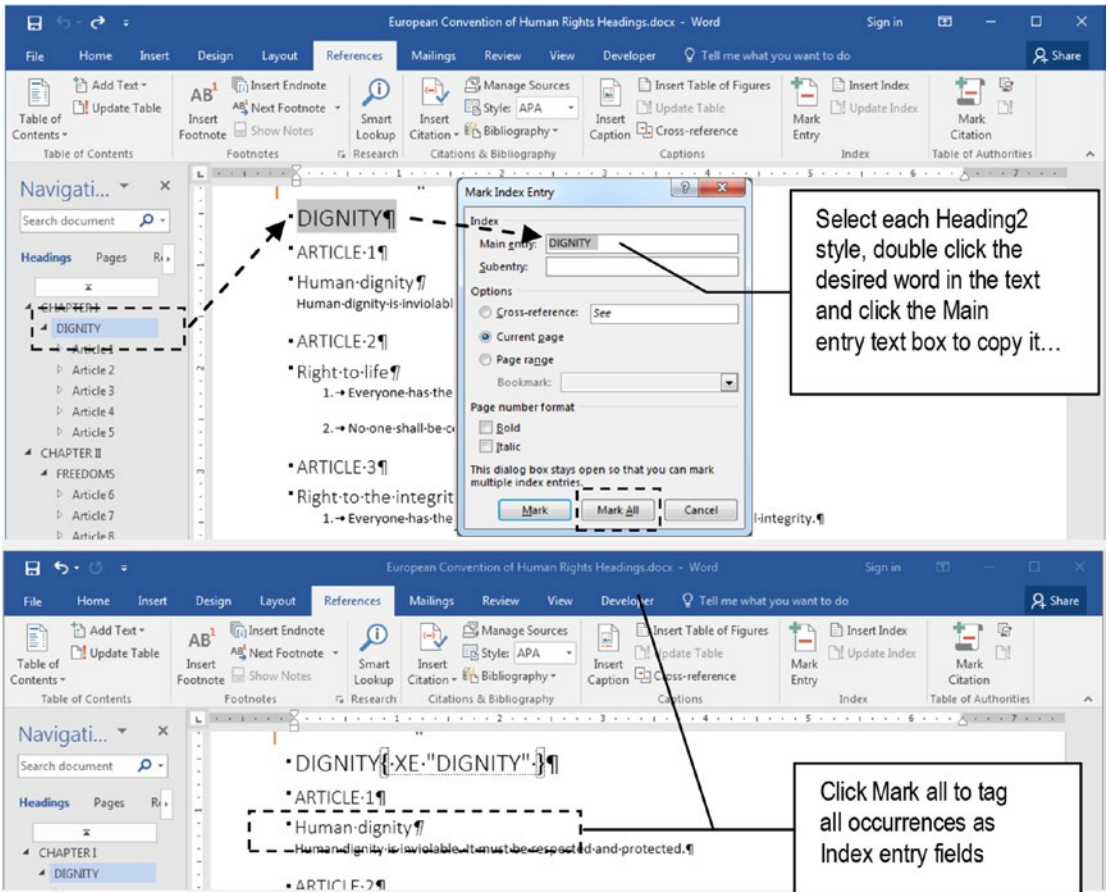 European Convention of Human Rights Headings.docx - Word
Sign in
File Home Insert Design Layout References Mailings Review View Developer Tell me what you want to do Share
Table of Contents
Add Text
Update Table
Table of Contents
AB1 Insert Footnote
Insert Endnote
Next Footnote
Show Notes
Footnotes
Smart Lookup
Research
Insert Citation
Manage Sources
Style: APA
Bibliography
Citations & Bibliography
Insert Caption
Insert Table of Figures
Update Table
Cross-reference
Captions
Mark Entry
Insert Index
Update Index
Index
Mark Citation
Table of Authorities
1 2 3 4 5 6 7
Navigati...
Search document
Headings Pages
CHAPTER I
DIGNITY
Article 1
Article 2
Article 3
Article 4
Article 5
CHAPTER II
FREEDOMS
Article 6
Article 7
Article 8
DIGNITY¶
ARTICLE·1¶
Human·dignity¶
Human·dignity·is·inviolabl
ARTICLE·2¶
Right·to·life¶
1.→Everyone·has·the
2.→No·one·shall·be·c
ARTICLE·3¶
Right·to·the·integrit
1.→Everyone·has·the
l·integrity.¶
Mark Index Entry
Index
Main entry: DIGNITY
Subentry:
Options
Cross-reference: See
Current page
Page range
Bookmark:
Page number format
Bold
Italic
This dialog box stays open so that you can mark
multiple index entries.
Mark Mark All Cancel
Select each Heading2
style, double click the
desired word in the text
and click the Main
entry text box to copy it…
European Convention of Human Rights Headings.docx - Word
Sign in
File Home Insert Design Layout References Mailings Review View Developer Tell me what you want to do Share
Table of Contents
Add Text
Update Table
Table of Contents
AB1 Insert Footnote
Insert Endnote
Next Footnote
Show Notes
Footnotes
Smart Lookup
Research
Insert Citation
Manage Sources
Style: APA
Bibliography
Citations & Bibliography
Insert Caption
Insert Table of Figures
Update Table
Cross-reference
Captions
Mark Entry
Insert Index
Update Index
Index
Mark Citation
Table of Authorities
1 2 3 4 5 6 7
Navigati...
Search document
Headings Pages
CHAPTER I
DIGNITY
DIGNITY{·XE·"DIGNITY"·}¶
ARTICLE·1¶
Human·dignity¶
Human·dignity·is·inviolable.·It·must·be·respected·and·protected.¶
ARTICLE·2¶
Click Mark all to tag
all occurrences as
Index entry fields